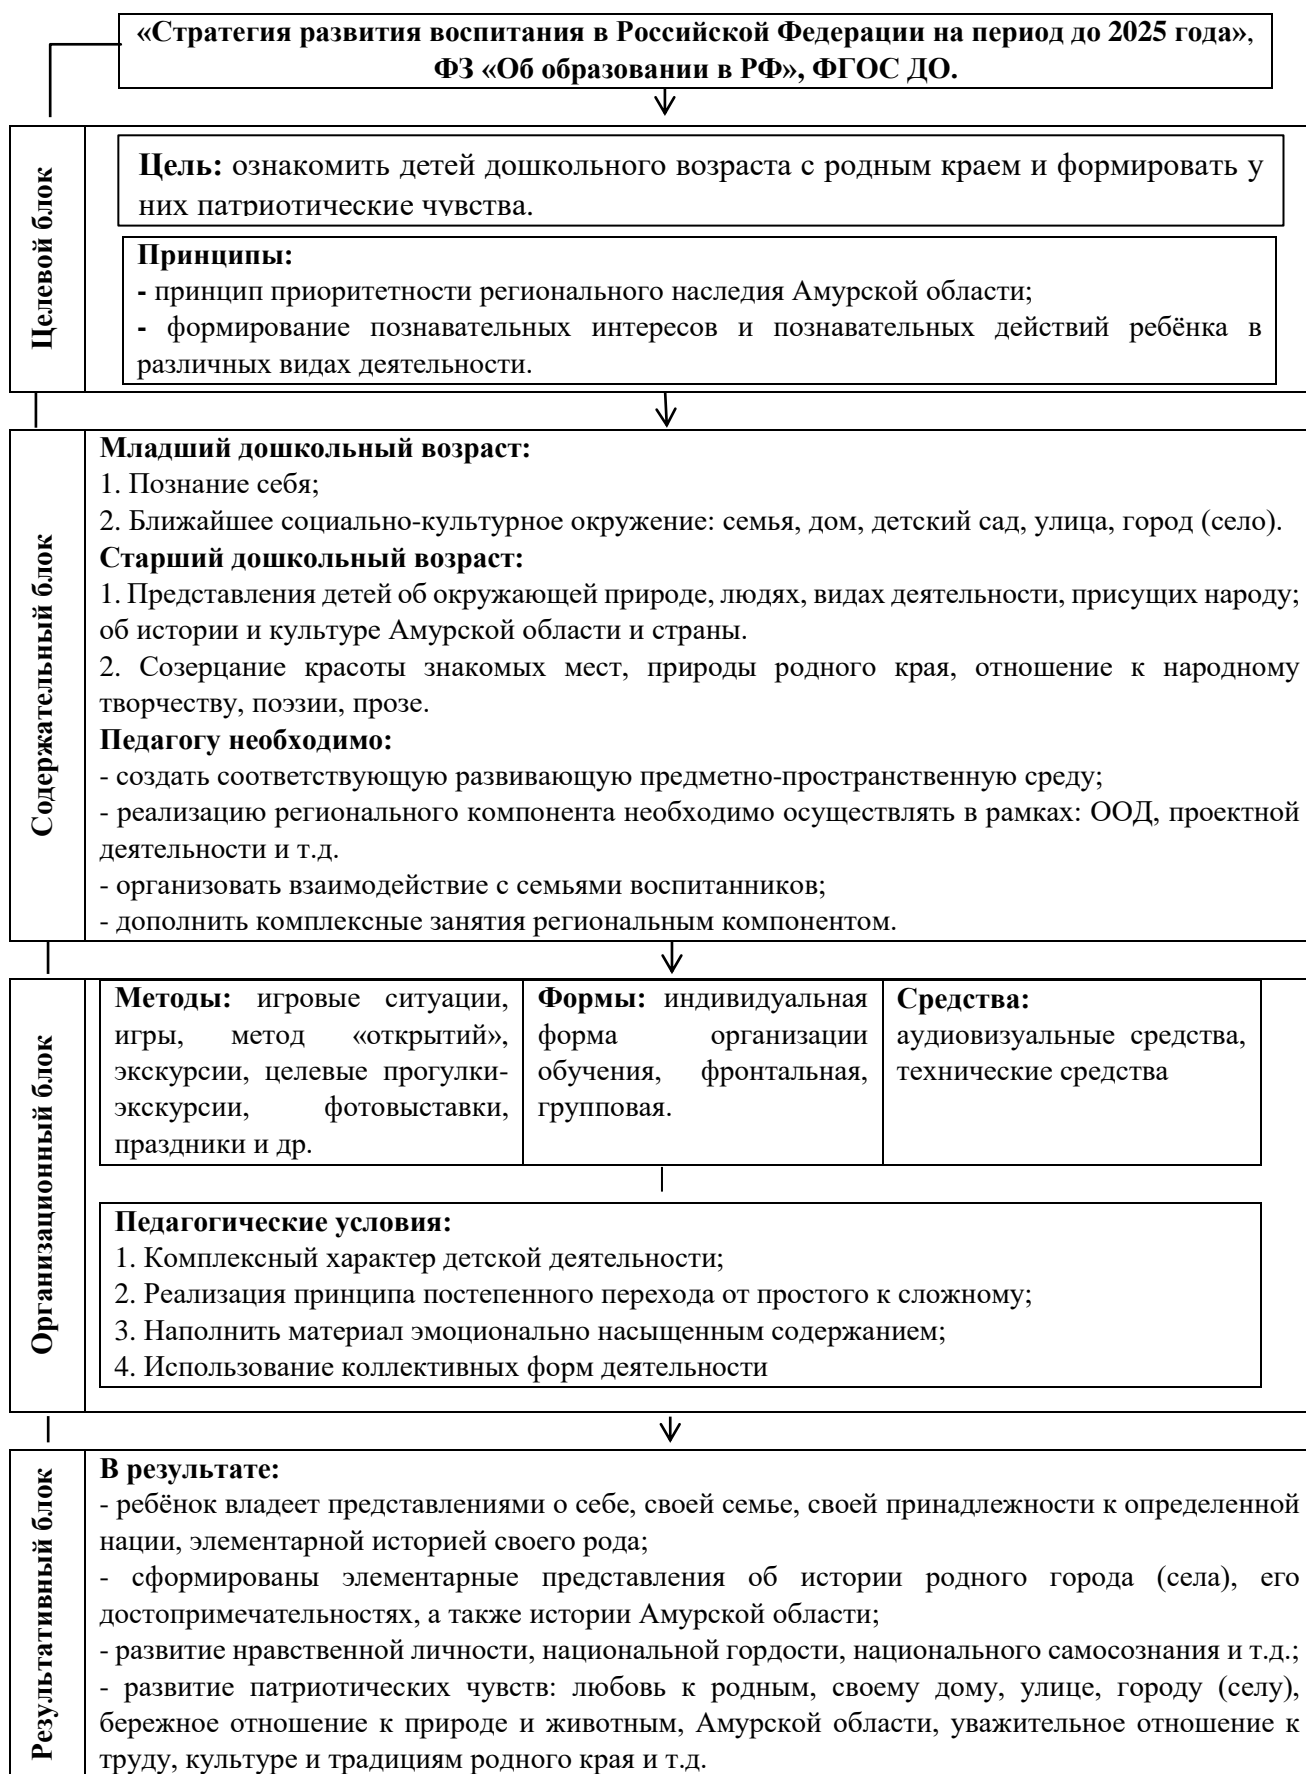 «Стратегия развития воспитания в Российской Федерации на период до 2025 года»,
ФЗ «Об образовании в РФ», ФГОС ДО.
Целевой блок
Цель: ознакомить детей дошкольного возраста с родным краем и формировать у
них патриотические чувства.
Принципы:
- принцип приоритетности регионального наследия Амурской области;
- формирование познавательных интересов и познавательных действий ребёнка в
различных видах деятельности.
Содержательный блок
Младший дошкольный возраст:
1. Познание себя;
2. Ближайшее социально-культурное окружение: семья, дом, детский сад, улица, город (село).
Старший дошкольный возраст:
1. Представления детей об окружающей природе, людях, видах деятельности, присущих народу;
об истории и культуре Амурской области и страны.
2. Созерцание красоты знакомых мест, природы родного края, отношение к народному
творчеству, поэзии, прозе.
Педагогу необходимо:
- создать соответствующую развивающую предметно-пространственную среду;
- реализацию регионального компонента необходимо осуществлять в рамках: ООД, проектной
деятельности и т.д.
- организовать взаимодействие с семьями воспитанников;
- дополнить комплексные занятия региональным компонентом.
Организационный блок
Методы: игровые ситуации,
игры, метод «открытий»,
экскурсии, целевые прогулки-
экскурсии, фотовыставки,
праздники и др.
Формы: индивидуальная
форма организации
обучения, фронтальная,
групповая.
Средства:
аудиовизуальные средства,
технические средства
Педагогические условия:
1. Комплексный характер детской деятельности;
2. Реализация принципа постепенного перехода от простого к сложному;
3. Наполнить материал эмоционально насыщенным содержанием;
4. Использование коллективных форм деятельности
Результативный блок
В результате:
- ребёнок владеет представлениями о себе, своей семье, своей принадлежности к определенной
нации, элементарной историей своего рода;
- сформированы элементарные представления об истории родного города (села), его
достопримечательностях, а также истории Амурской области;
- развитие нравственной личности, национальной гордости, национального самосознания и т.д.;
- развитие патриотических чувств: любовь к родным, своему дому, улице, городу (селу),
бережное отношение к природе и животным, Амурской области, уважительное отношение к
труду, культуре и традициям родного края и т.д.